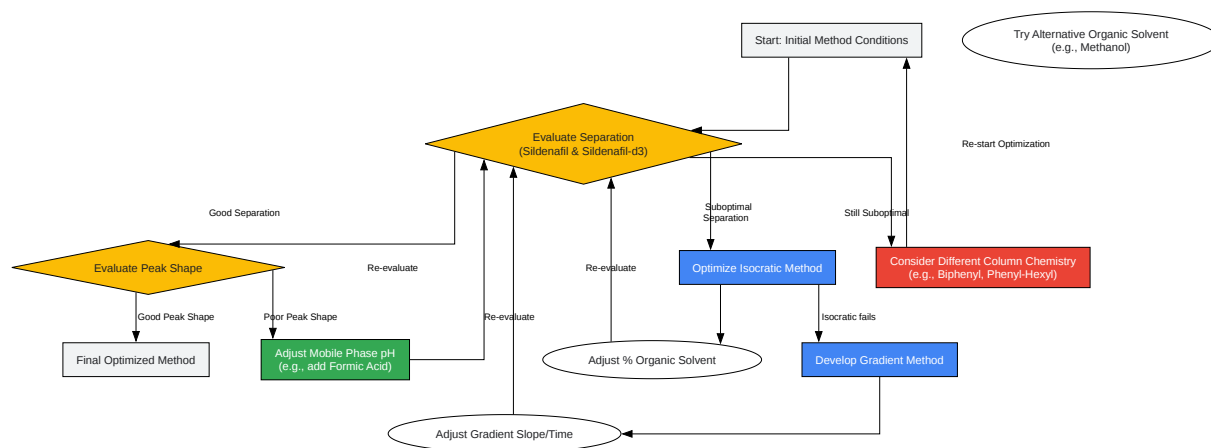 Start: Initial Method Conditions
Try Alternative Organic Solvent
(e.g., Methanol)
Evaluate Separation
(Sildenafil & Sildenafil-d3)
Re-start Optimization
Good Separation
Suboptimal
Separation
Still Suboptimal
Evaluate Peak Shape
Re-evaluate
Re-evaluate
Optimize Isocratic Method
Consider Different Column Chemistry
(e.g., Biphenyl, Phenyl-Hexyl)
Good Peak Shape
Poor Peak Shape
Re-evaluate
Isocratic fails
Final Optimized Method
Adjust Mobile Phase pH
(e.g., add Formic Acid)
Adjust % Organic Solvent
Develop Gradient Method
Adjust Gradient Slope/Time